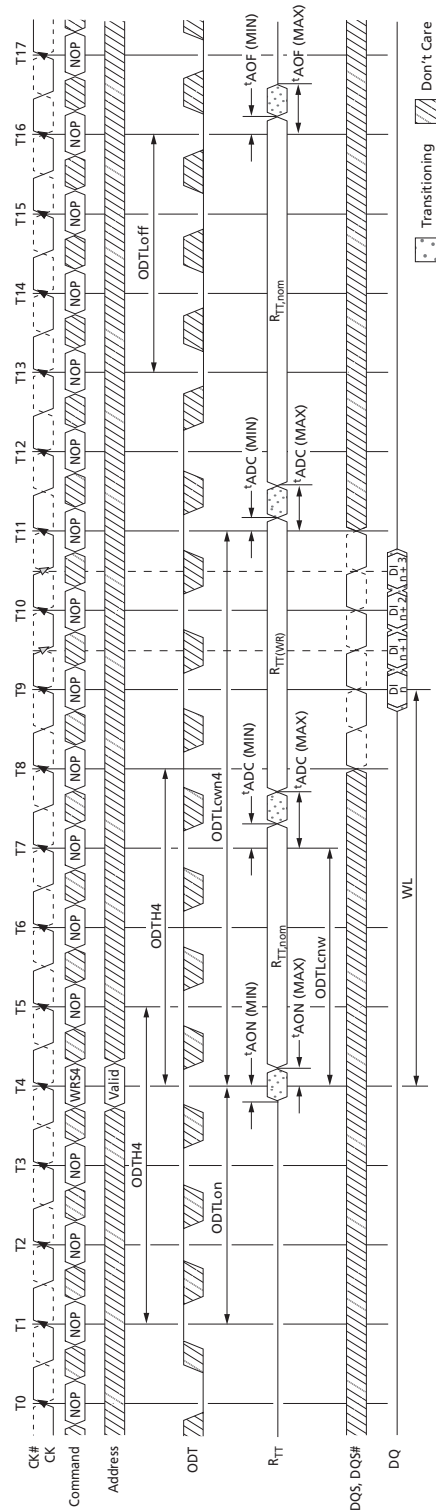 T0 T1 T2 T3 T4 T5 T6 T7 T8 T9 T10 T11 T12 T13 T14 T15 T16 T17
CK#
CK
Command NOP NOP NOP NOP WRS4 NOP NOP NOP NOP NOP NOP NOP NOP NOP NOP NOP NOP NOP
Address Valid
ODTH4 ODTH4 ODTLoff
ODTLon ODTLcwn4
ODT
tAON (MIN) tADC (MIN) tADC (MIN) tAOF (MIN)
RTT RTT,nom RTT(WR) RTT,nom
tAON (MAX) tADC (MAX) tADC (MAX) tAOF (MAX)
ODTLcnw
DQS, DQS#
WL
DQ DI n DI n + 1 DI n + 2 DI n + 3
Transitioning Don't Care